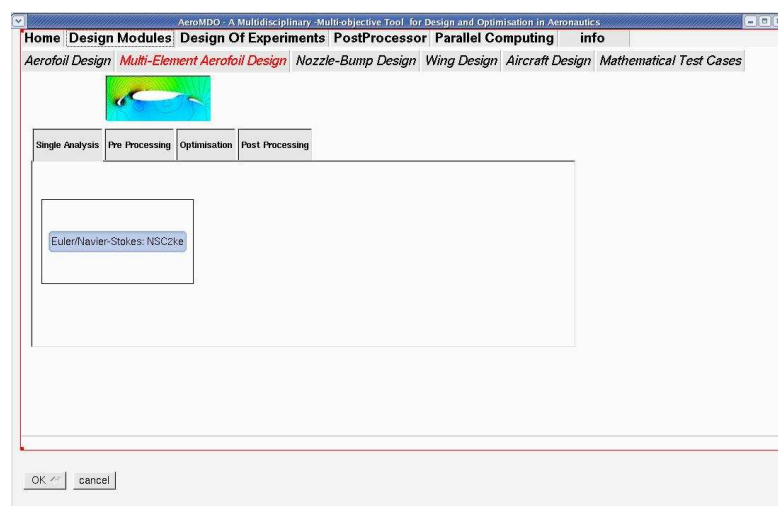 AeroMDO - A Multidisciplinary -Multi-objective Tool for Design and Optimisation in Aeronautics
Home Design Modules Design Of Experiments PostProcessor Parallel Computing info
Aerofoil Design Multi-Element Aerofoil Design Nozzle-Bump Design Wing Design Aircraft Design Mathematical Test Cases
Single Analysis Pre Processing Optimisation Post Processing
Euler/Navier-Stokes: NSC2ke
OK cancel